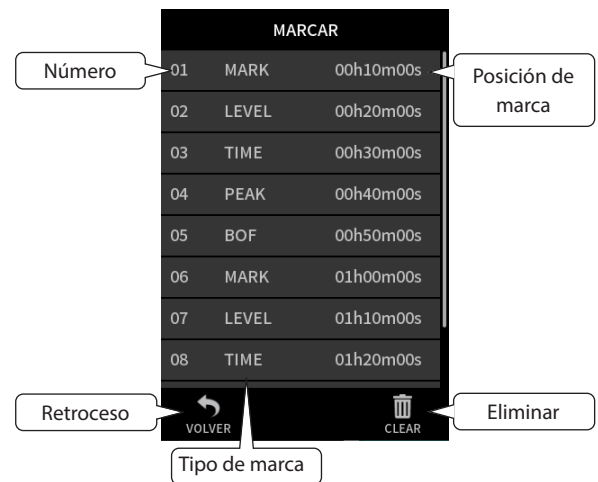 MARCAR
Número
01 MARK 00h10m00s
Posición de
marca
02 LEVEL 00h20m00s
03 TIME 00h30m00s
04 PEAK 00h40m00s
05 BOF 00h50m00s
06 MARK 01h00m00s
07 LEVEL 01h10m00s
08 TIME 01h20m00s
Retroceso
VOLVER
CLEAR
Eliminar
Tipo de marca